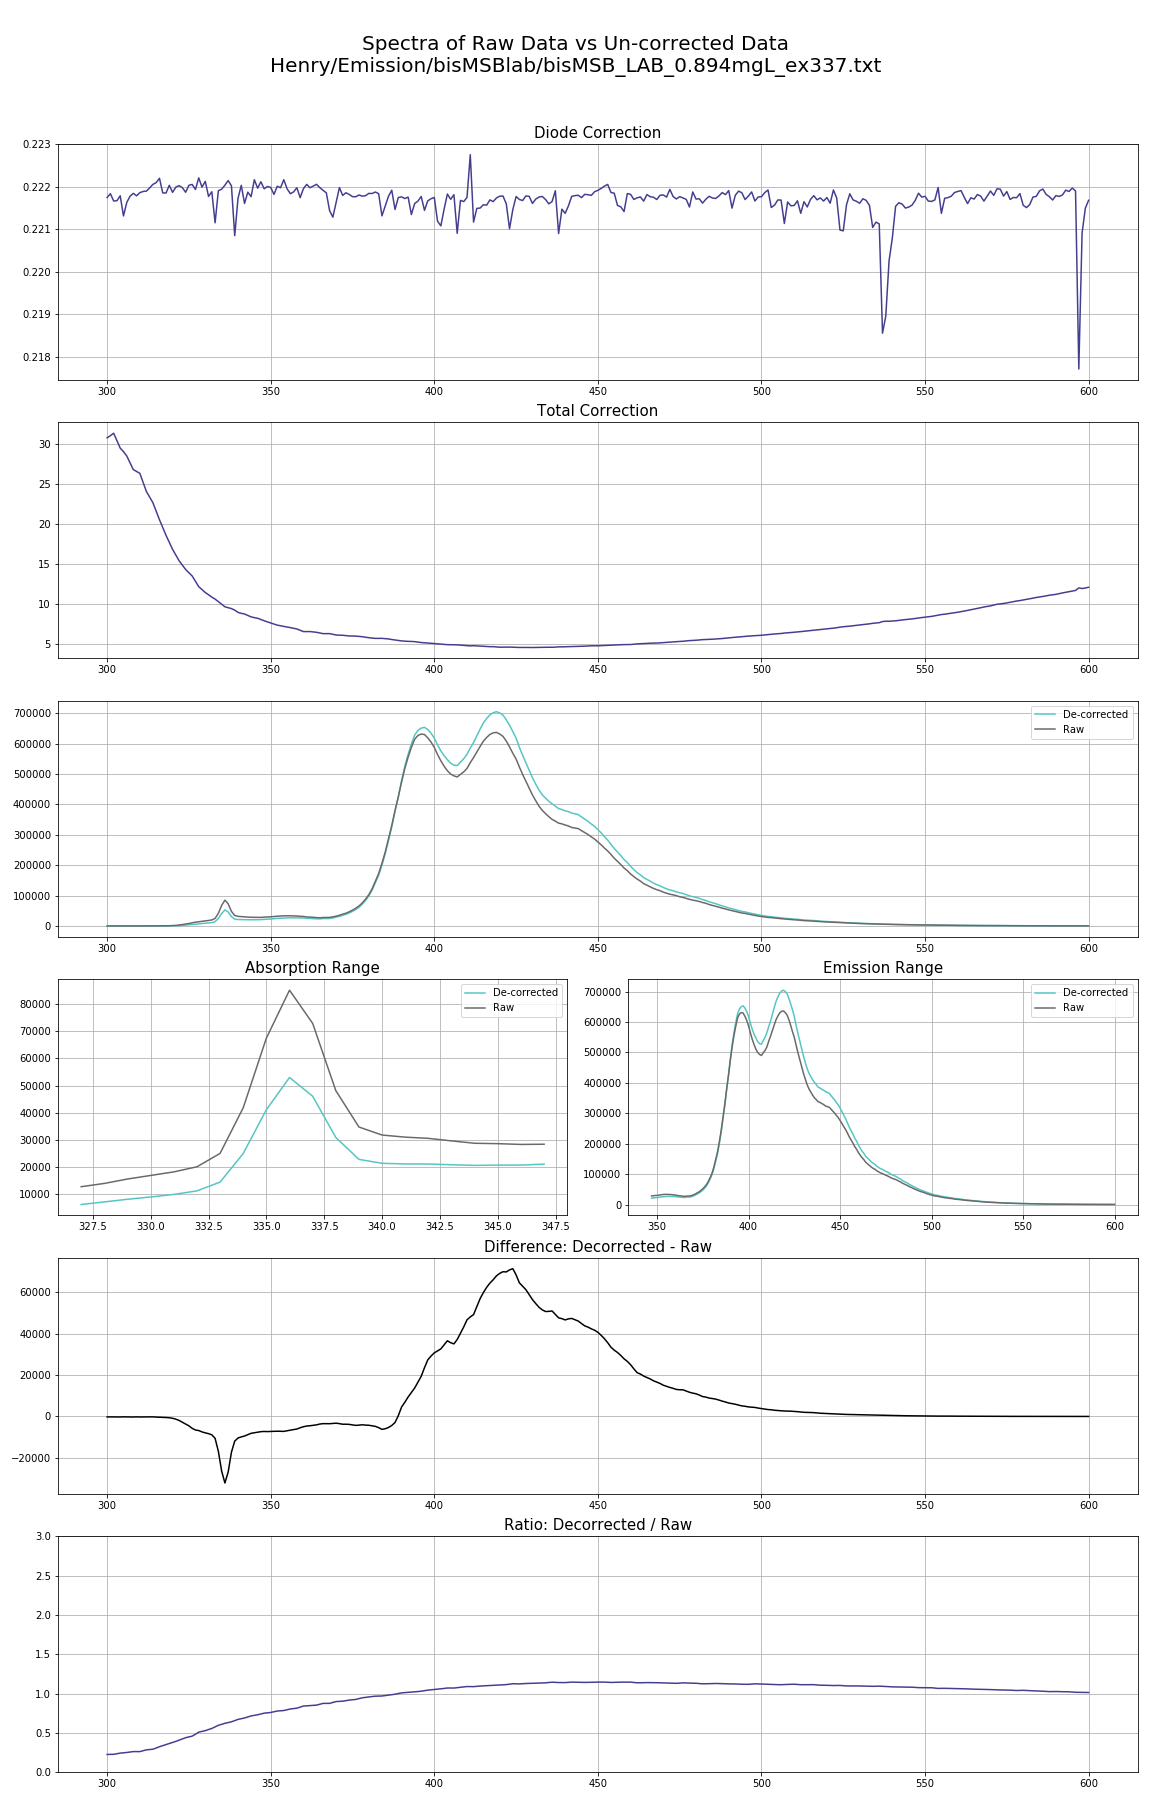 Spectra of Raw Data vs Un-corrected Data
Henry/Emission/bisMSBlab/bisMSB_LAB_0.894mgL_ex337.txt
Diode Correction
0.223
0.222
0.221
0.220
0.219
0.218
300 350 400 450 500 550 600
Total Correction
30
25
20
15
10
5
300 350 400 450 500 550 600
700000
600000
500000
400000
300000
200000
100000
0
De-corrected
Raw
300 350 400 450 500 550 600
Absorption Range
80000
70000
60000
50000
40000
30000
20000
10000
De-corrected
Raw
327.5 330.0 332.5 335.0 337.5 340.0 342.5 345.0 347.5
Emission Range
700000
600000
500000
400000
300000
200000
100000
0
De-corrected
Raw
350 400 450 500 550 600
Difference: Decorrected - Raw
60000
40000
20000
0
−20000
300 350 400 450 500 550 600
Ratio: Decorrected / Raw
3.0
2.5
2.0
1.5
1.0
0.5
0.0
300 350 400 450 500 550 600